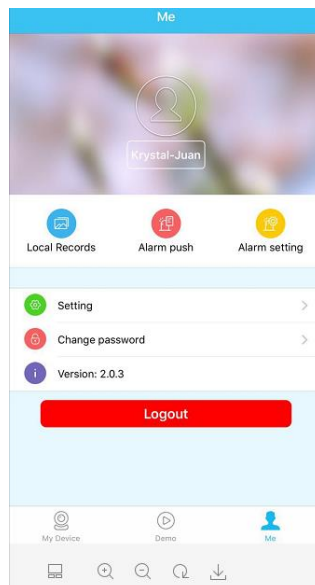 Me
Krystal-Juan
Local Records Alarm push Alarm setting
Setting
Change password
Version: 2.0.3
Logout
My Device Demo Me